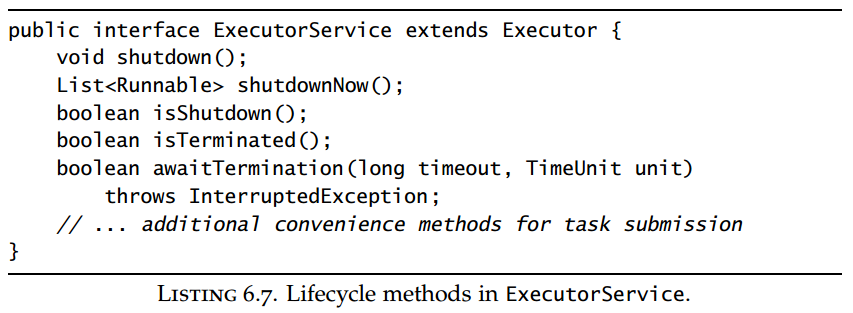 public interface ExecutorService extends Executor {
    void shutdown();
    List<Runnable> shutdownNow();
    boolean isShutdown();
    boolean isTerminated();
    boolean awaitTermination(long timeout, TimeUnit unit)
        throws InterruptedException;
    // ... additional convenience methods for task submission
}
LISTING 6.7. Lifecycle methods in ExecutorService.